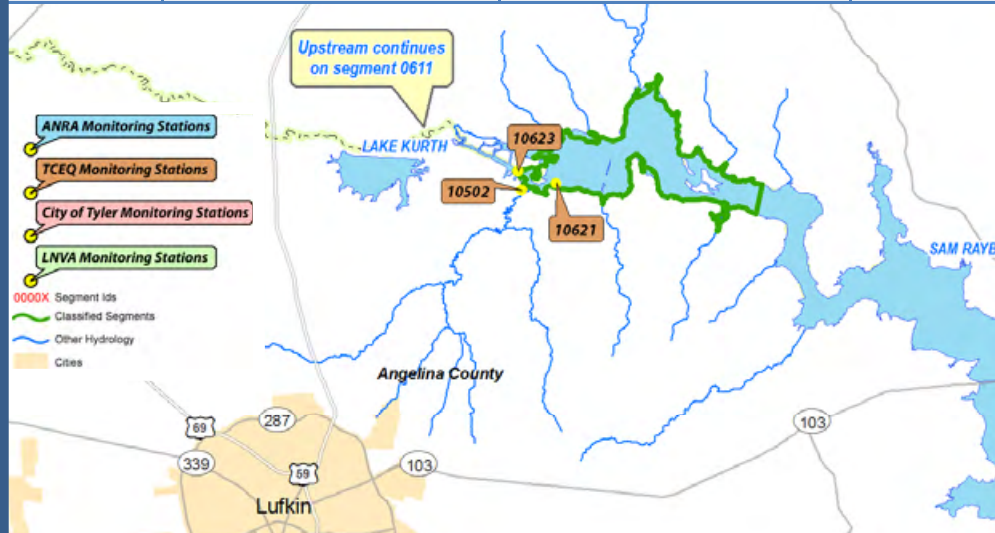 Upstream continues
on segment 0611
ANRA Monitoring Stations
TCEQ Monitoring Stations
City of Tyler Monitoring Stations
LNVA Monitoring Stations
0000X Segment Ids
Classified Segments
Other Hydrology
Cities
LAKE KURTH
10623
10502
10621
SAM RAYB
Angelina County
69
287
339
59
103
103
Lufkin